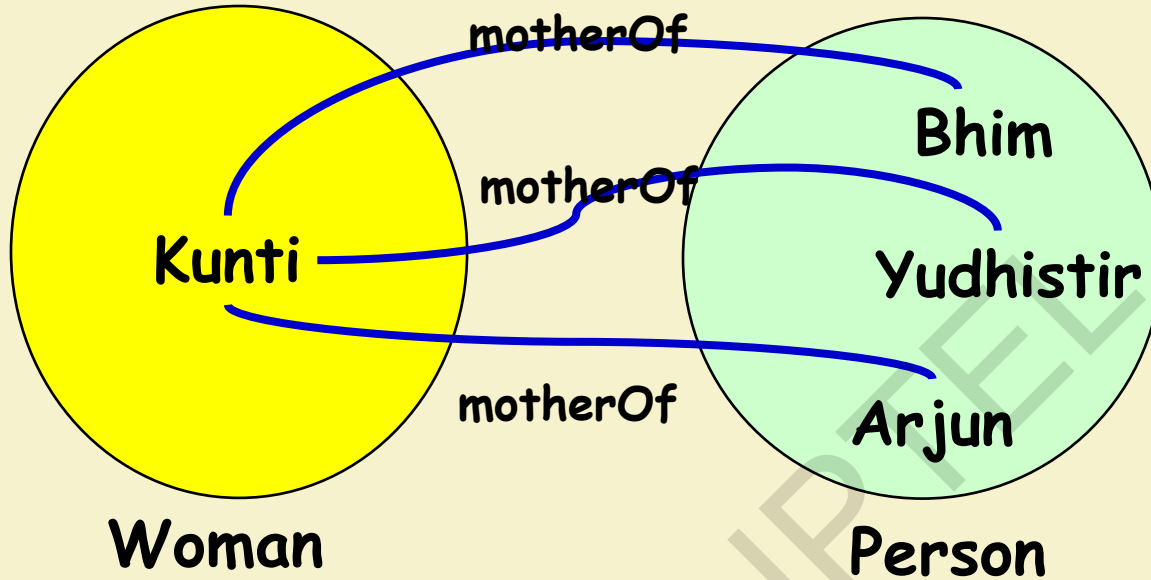 motherOf
Bhim
motherOf
Kunti
Yudhistir
motherOf
Arjun
Woman
Person